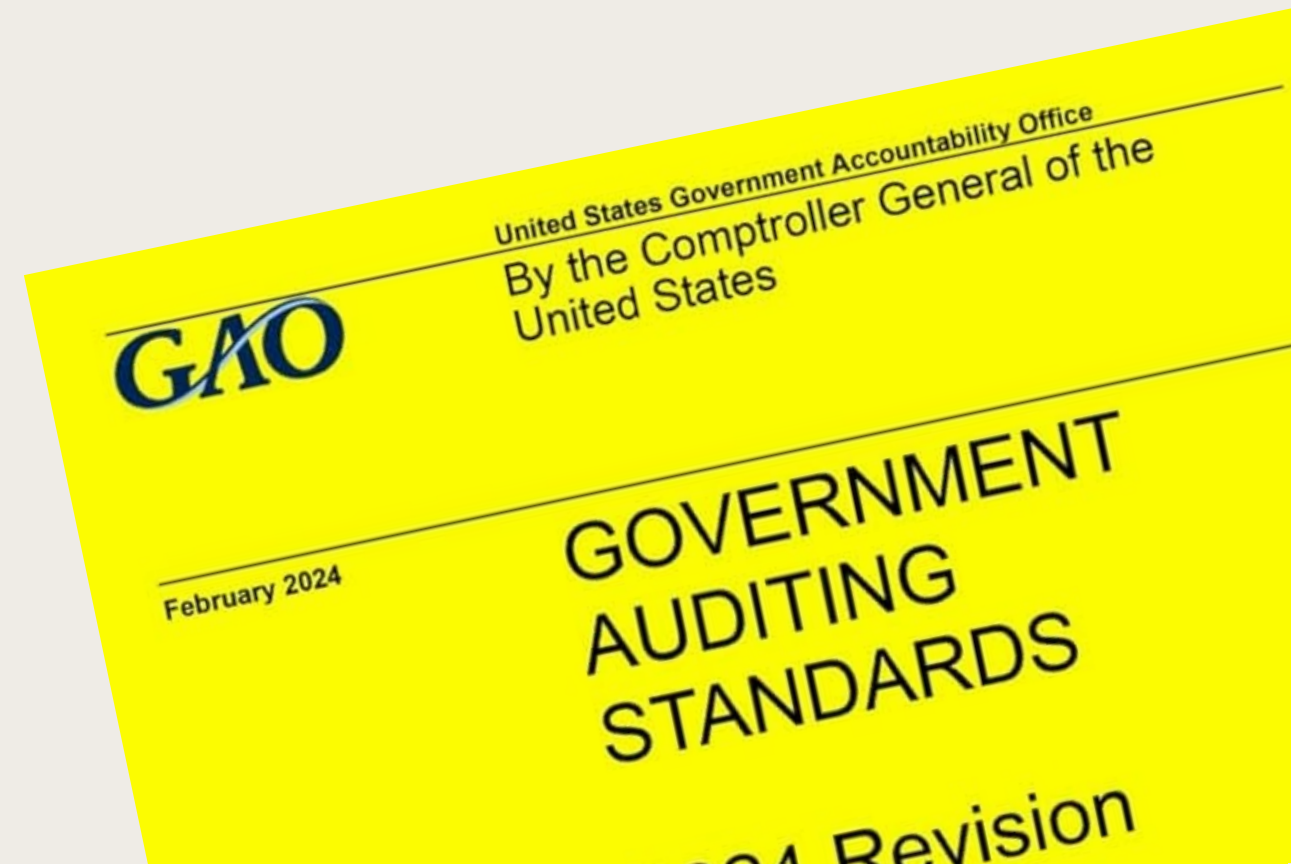 United States Government Accountability Office
By the Comptroller General of the
United States
GAO
February 2024
GOVERNMENT
AUDITING
STANDARDS
Revision